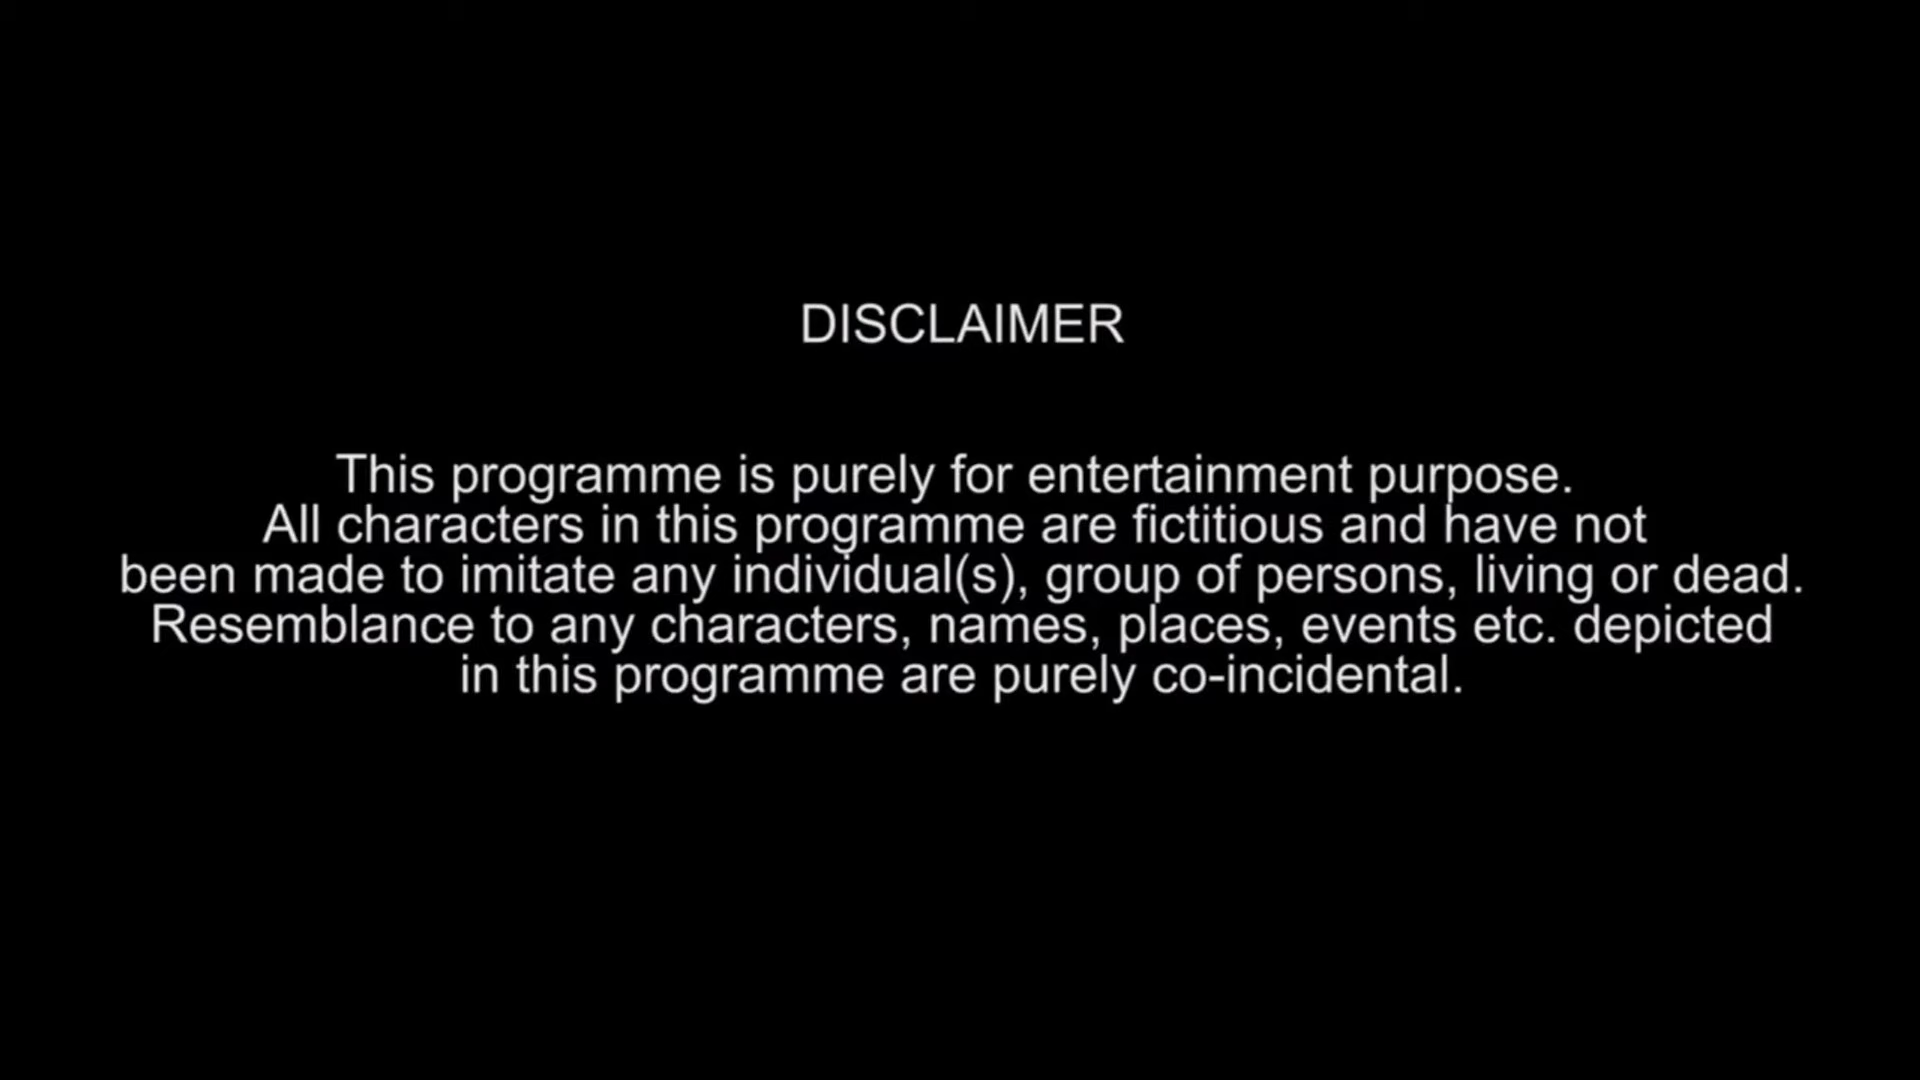 DISCLAIMER
This programme is purely for entertainment purpose.
All characters in this programme are fictitious and have not
been made to imitate any individual(s), group of persons, living or dead.
Resemblance to any characters, names, places, events etc. depicted
in this programme are purely co-incidental.